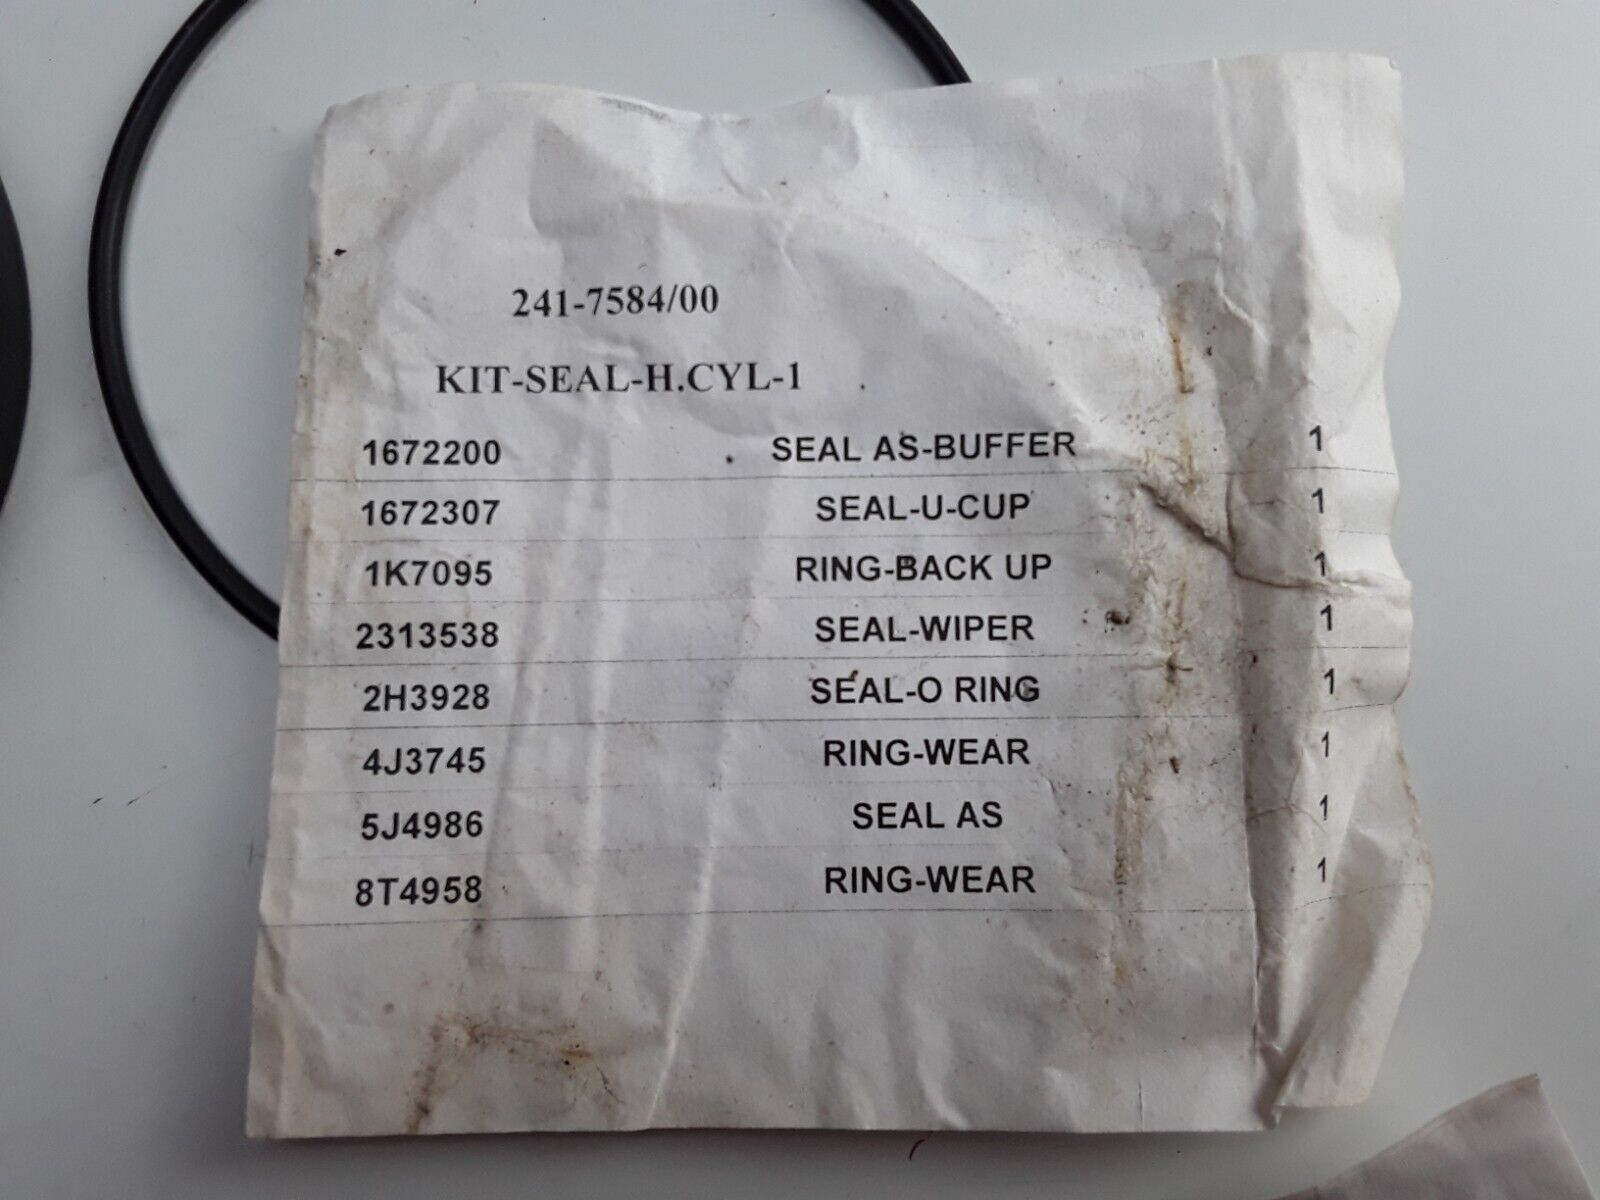 241-7584/00
KIT-SEAL-H.CYL-1
1672200 SEAL AS-BUFFER 1
1672307 SEAL-U-CUP 1
1K7095 RING-BACK UP 1
2313538 SEAL-WIPER 1
2H3928 SEAL-O RING 1
4J3745 RING-WEAR 1
5J4986 SEAL AS 1
8T4958 RING-WEAR 1